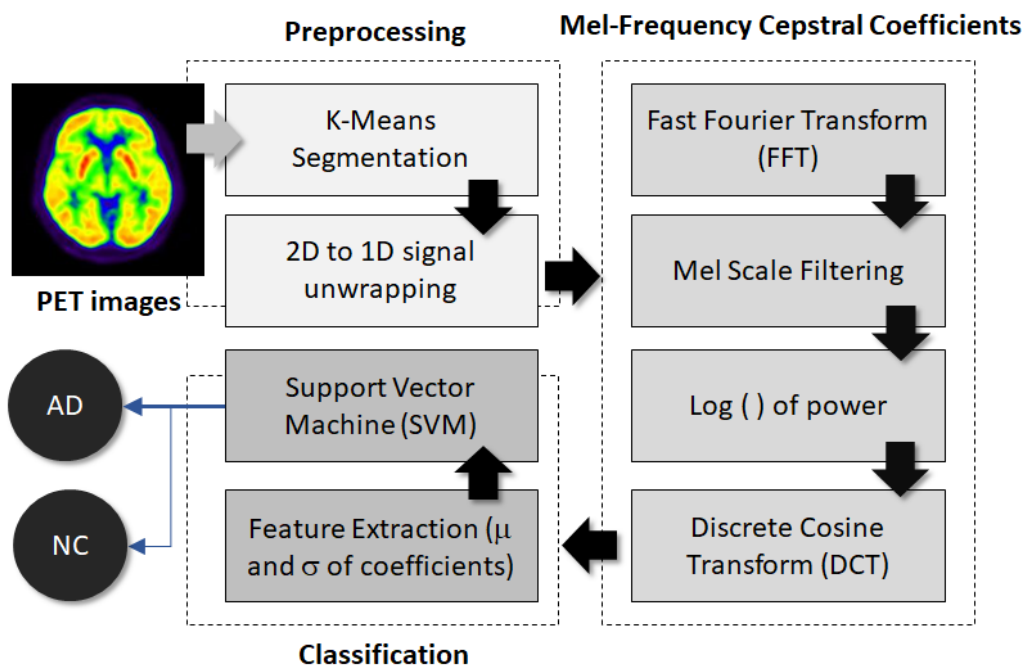 Preprocessing
Mel-Frequency Cepstral Coefficients
PET images
K-Means
Segmentation
2D to 1D signal
unwrapping
Fast Fourier Transform
(FFT)
Mel Scale Filtering
Log ( ) of power
Discrete Cosine
Transform (DCT)
Feature Extraction (μ
and σ of coefficients)
Support Vector
Machine (SVM)
AD
NC
Classification